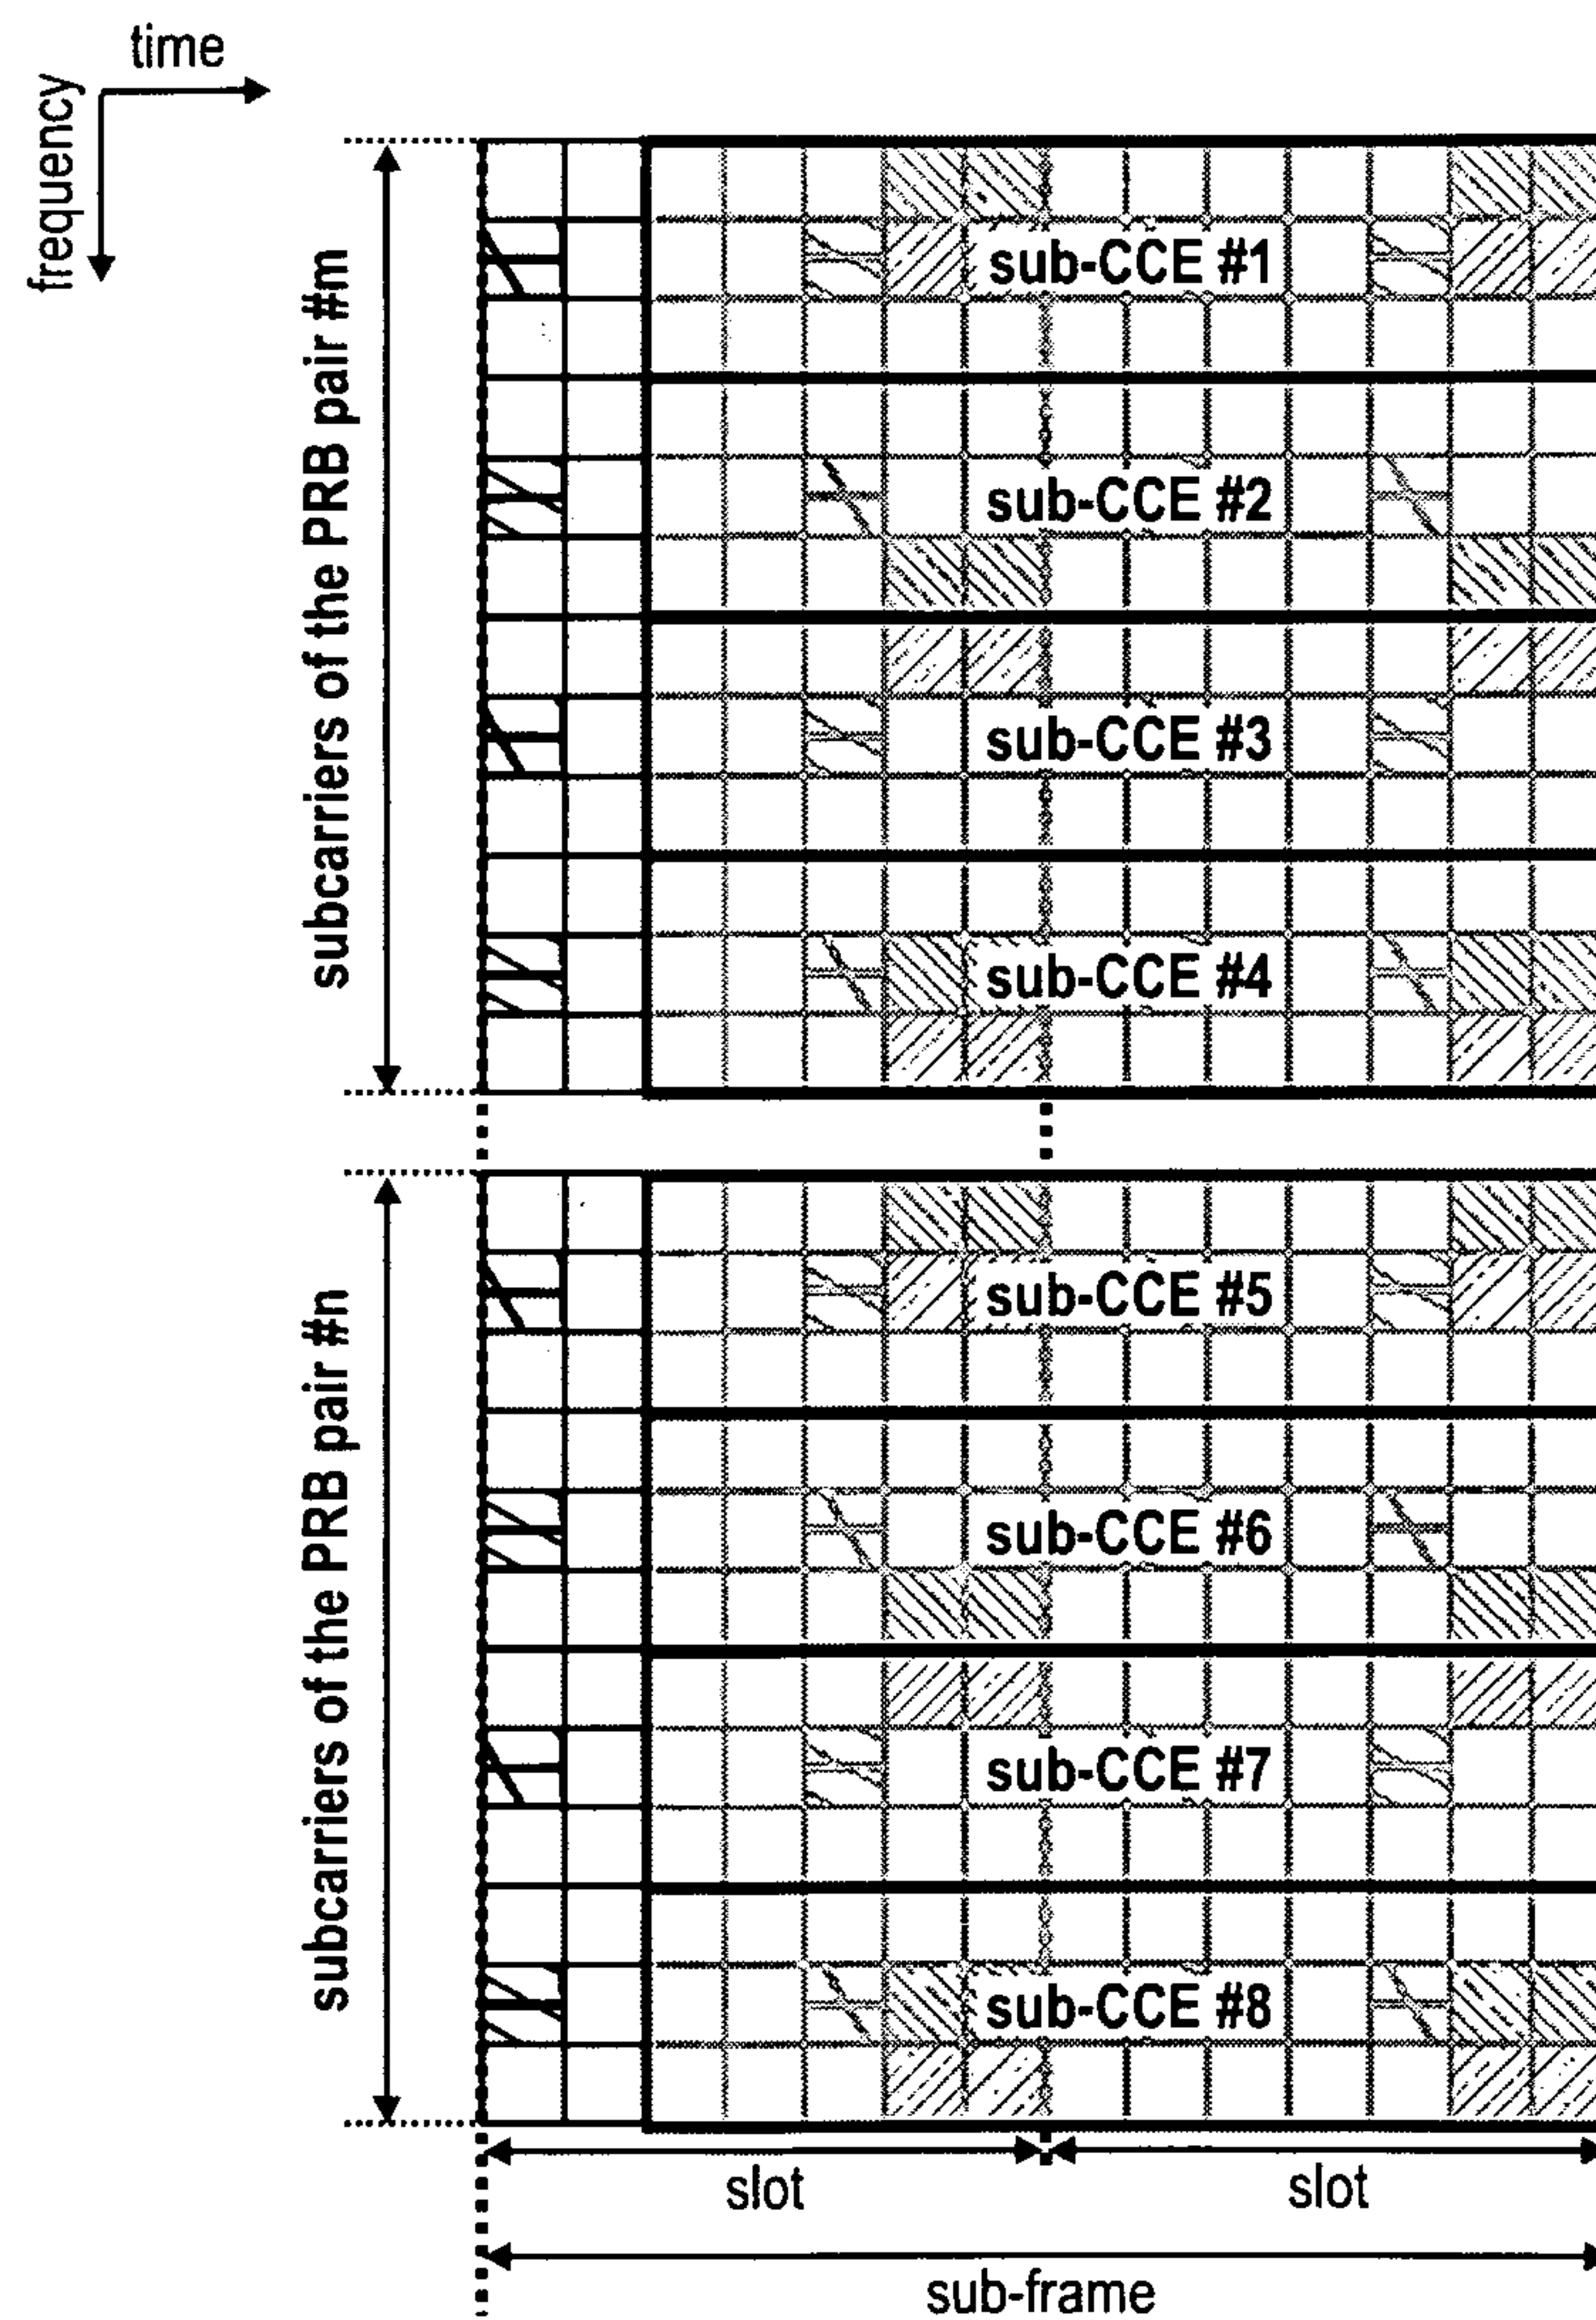 time
frequency
subcarriers of the PRB pair #m
sub-CCE #1
sub-CCE #2
sub-CCE #3
sub-CCE #4
subcarriers of the PRB pair #n
sub-CCE #5
sub-CCE #6
sub-CCE #7
sub-CCE #8
slot slot
sub-frame